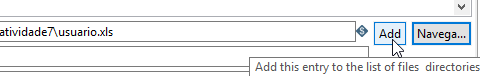 atividade7\usuario.xls
Add
Navega...
Add this entry to the list of files  directories